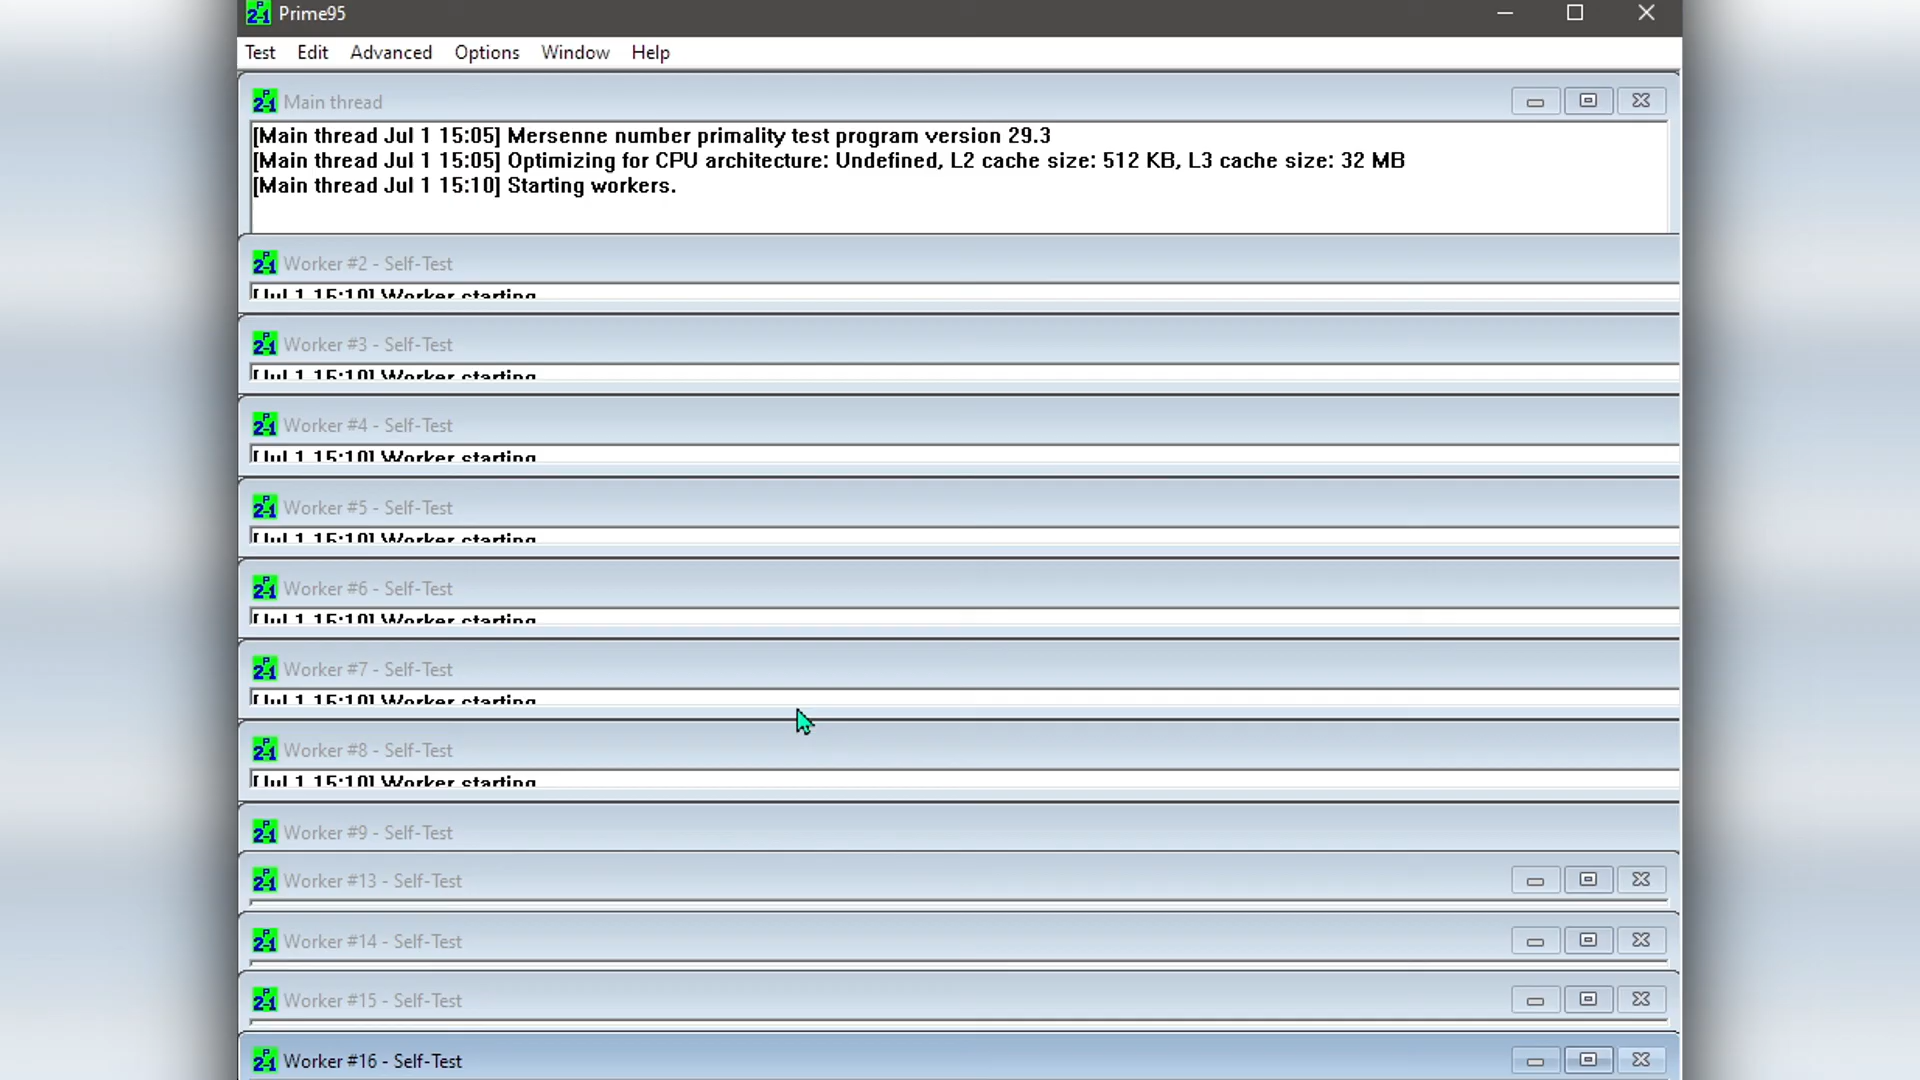 Prime95
Test Edit Advanced Options Window Help
Main thread
[Main thread Jul 1 15:05] Mersenne number primality test program version 29.3
[Main thread Jul 1 15:05] Optimizing for CPU architecture: Undefined, L2 cache size: 512 KB, L3 cache size: 32 MB
[Main thread Jul 1 15:10] Starting workers.
Worker #2 - Self-Test
[Jul 1 15:10] Worker starting
Worker #3 - Self-Test
[Jul 1 15:10] Worker starting
Worker #4 - Self-Test
[Jul 1 15:10] Worker starting
Worker #5 - Self-Test
[Jul 1 15:10] Worker starting
Worker #6 - Self-Test
[Jul 1 15:10] Worker starting
Worker #7 - Self-Test
[Jul 1 15:10] Worker starting
Worker #8 - Self-Test
[Jul 1 15:10] Worker starting
Worker #9 - Self-Test
Worker #13 - Self-Test
Worker #14 - Self-Test
Worker #15 - Self-Test
Worker #16 - Self-Test